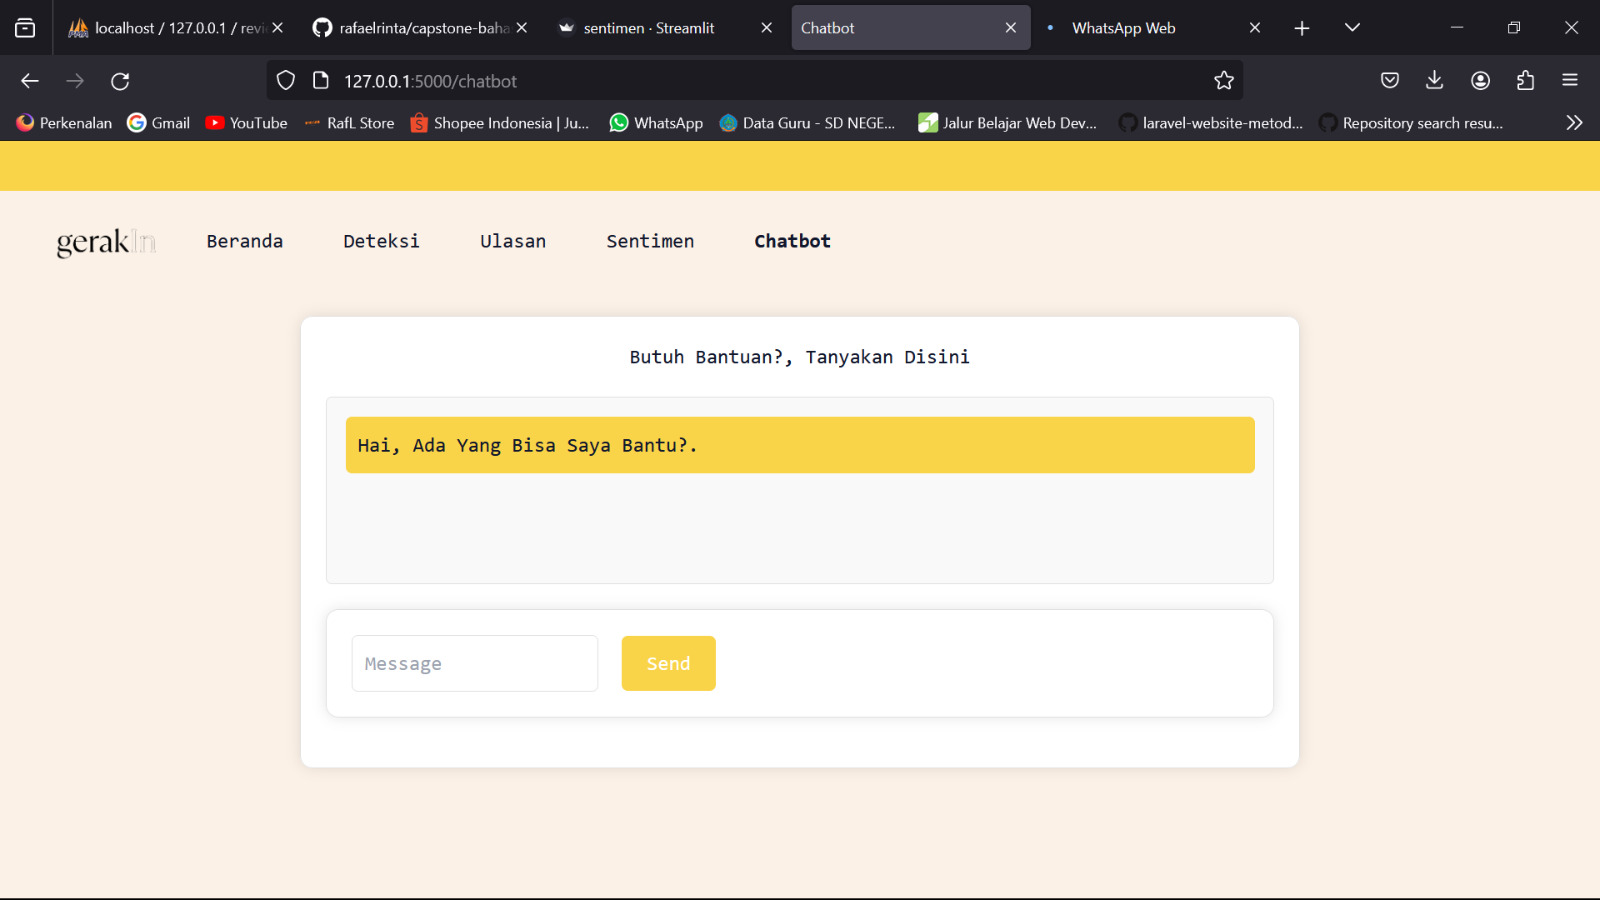 localhost / 127.0.0.1 / revi
rafaelrinta/capstone-baha
sentimen · Streamlit
Chatbot
WhatsApp Web
127.0.0.1:5000/chatbot
Perkenalan
Gmail
YouTube
RafL Store
Shopee Indonesia | Ju...
WhatsApp
Data Guru - SD NEGE...
Jalur Belajar Web Dev...
laravel-website-metod...
Repository search resu...
gerakIn
Beranda
Deteksi
Ulasan
Sentimen
Chatbot
Butuh Bantuan?, Tanyakan Disini
Hai, Ada Yang Bisa Saya Bantu?.
Message
Send